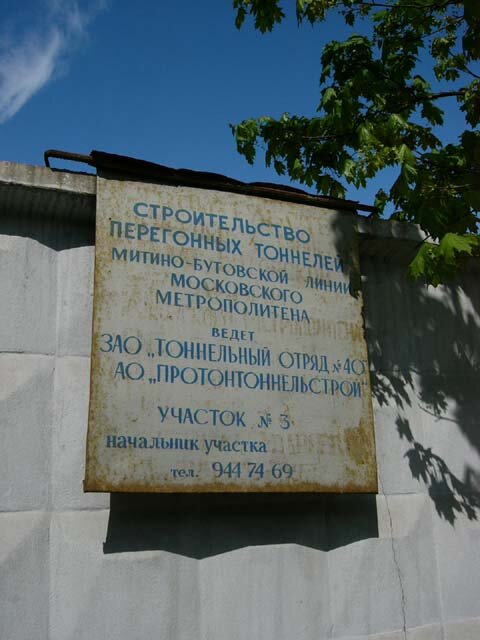 СТРОИТЕЛЬСТВО
ПЕРЕГОННЫХ ТОННЕЛЕЙ
МИТИНО-БУТОВСКОЙ ЛИНИИ
МОСКОВСКОГО
МЕТРОПОЛИТЕНА
ВЕДЕТ
ЗАО „ТОННЕЛЬНЫЙ ОТРЯД №40"
АО „ПРОТОНТОННЕЛЬСТРОЙ"
УЧАСТОК № 3
начальник участка
тел. 944 74 69